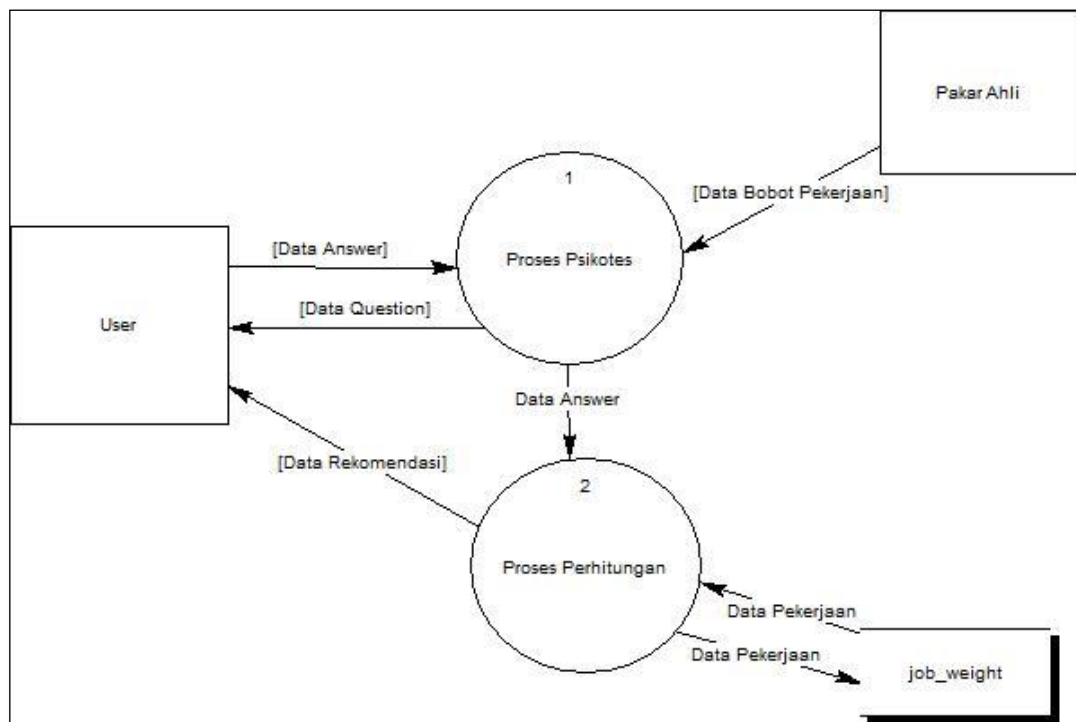 Pakar Ahli
1
[Data Bobot Pekerjaan]
[Data Answer]
Proses Psikotes
[Data Question]
User
Data Answer
[Data Rekomendasi]
2
Proses Perhitungan
Data Pekerjaan
Data Pekerjaan
job_weight